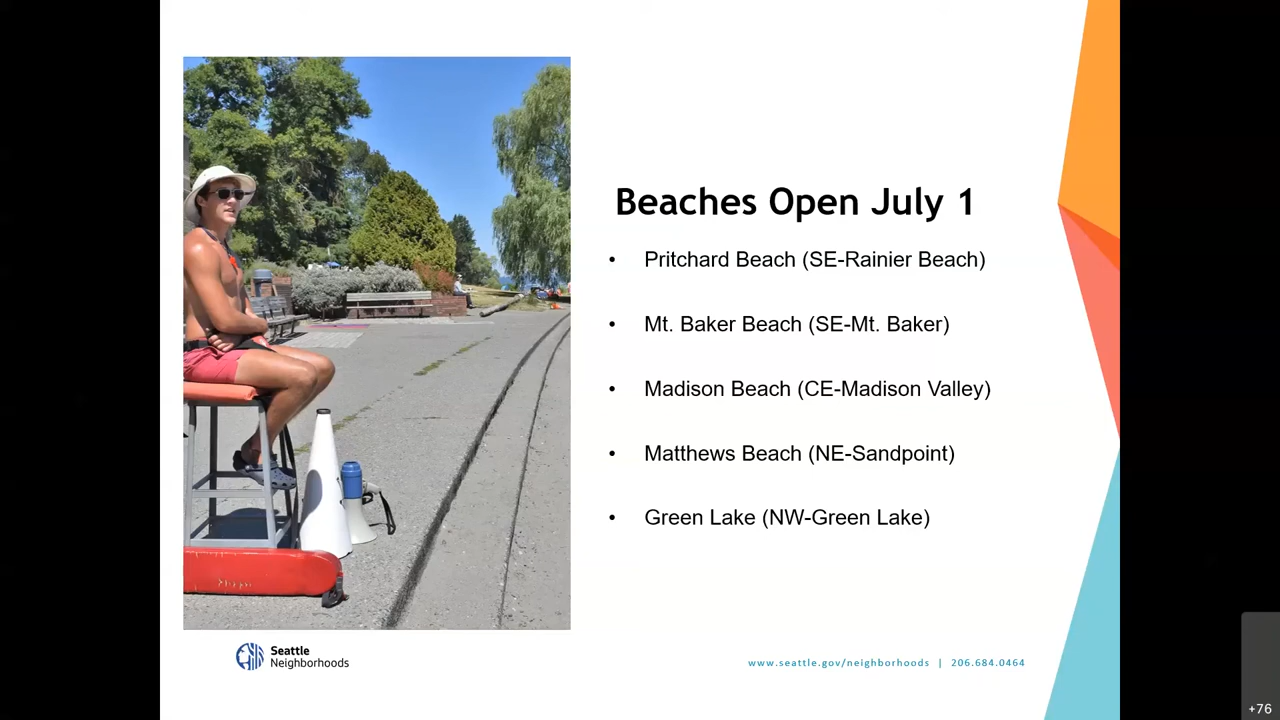 Beaches Open July 1
• Pritchard Beach (SE-Rainier Beach)
• Mt. Baker Beach (SE-Mt. Baker)
• Madison Beach (CE-Madison Valley)
• Matthews Beach (NE-Sandpoint)
• Green Lake (NW-Green Lake)
Seattle
Neighborhoods
www.seattle.gov/neighborhoods | 206.684.0464
+76